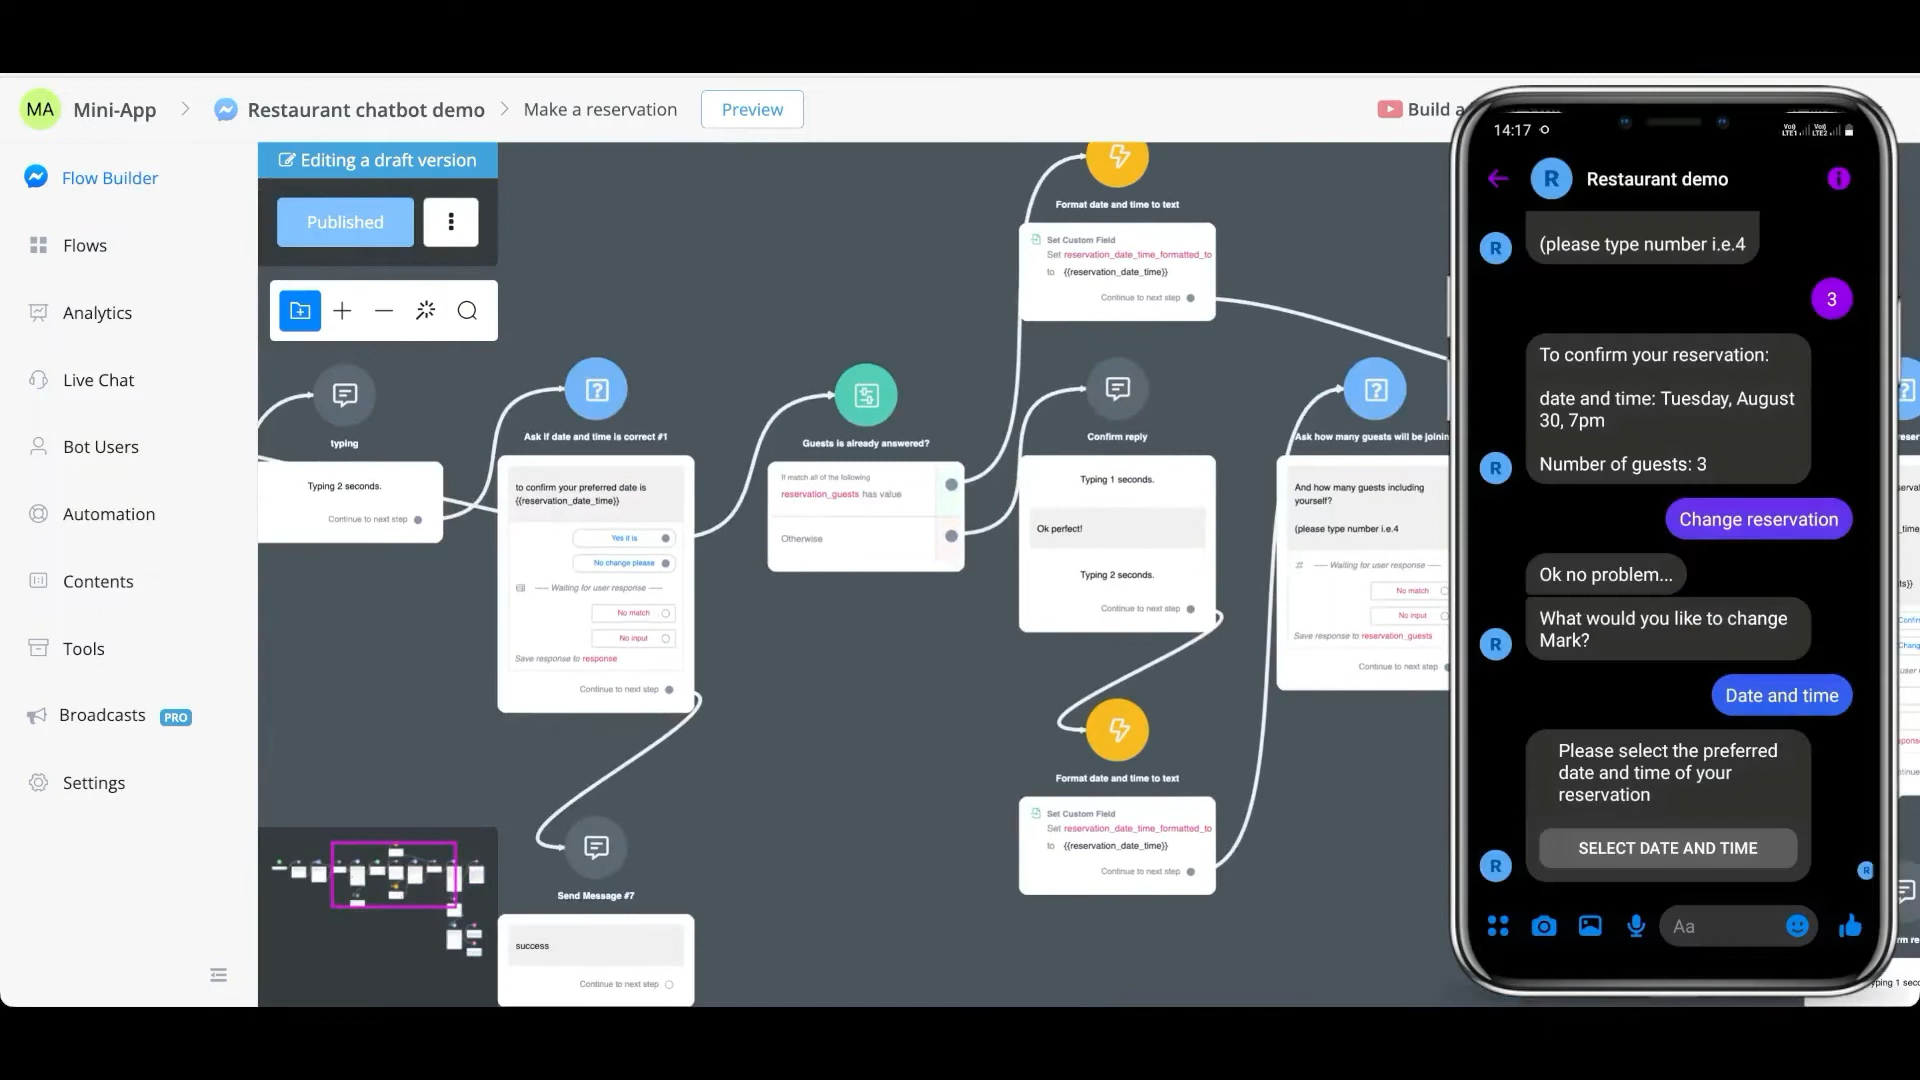 MA Mini-App
Restaurant chatbot demo
Make a reservation
Preview
Build a
Flow Builder
Flows
Analytics
Live Chat
Bot Users
Automation
Contents
Tools
Broadcasts PRO
Settings
Editing a draft version
Published
typing
Typing 2 seconds.
Continue to next step
Ask if date and time is correct #1
to confirm your preferred date is
{{reservation_date_time}}
Yes it is
No change please
---- Waiting for user response ----
No match
No input
Save response to response
Continue to next step
Send Message #7
success
Continue to next step
Guests is already answered?
If match all of the following
reservation_guests has value
Otherwise
Format date and time to text
Set Custom Field
Set reservation_date_time_formatted_to
to {{reservation_date_time}}
Continue to next step
Confirm reply
Typing 1 seconds.
Ok perfect!
Typing 2 seconds.
Continue to next step
Format date and time to text
Set Custom Field
Set reservation_date_time_formatted_to
to {{reservation_date_time}}
Continue to next step
Ask how many guests will be joinin
And how many guests including
yourself?
(please type number i.e.4
---- Waiting for user response ----
No match
No input
Save response to reservation_guests
Continue to next step
14:17
R Restaurant demo
R
(please type number i.e.4
3
To confirm your reservation:
date and time: Tuesday, August
30, 7pm
Number of guests: 3
R
Change reservation
Ok no problem...
What would you like to change
Mark?
R
Date and time
Please select the preferred
date and time of your
reservation
SELECT DATE AND TIME
R
R
Aa